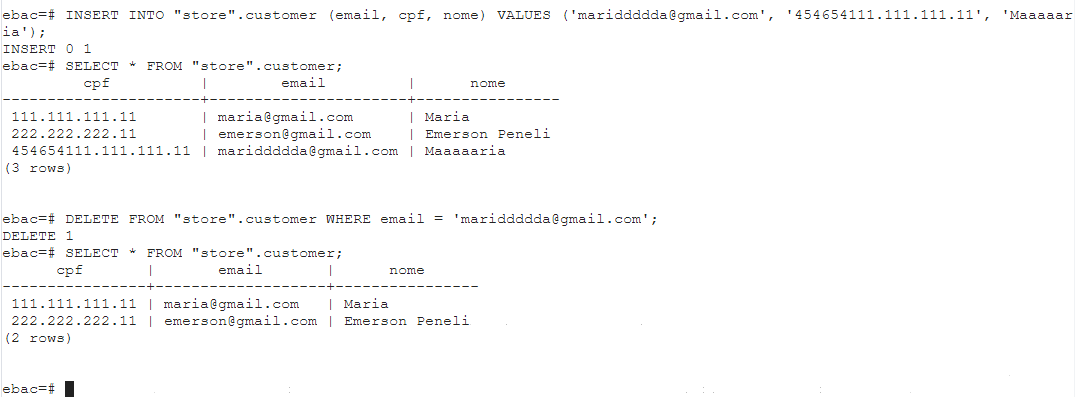 ebac=# INSERT INTO "store".customer (email, cpf, nome) VALUES ('mariddddda@gmail.com', '454654111.111.111.11', 'Maaaaar
ia');
INSERT 0 1
ebac=# SELECT * FROM "store".customer;
         cpf          |        email         |      nome
----------------------+----------------------+----------------
 111.111.111.11       | maria@gmail.com      | Maria
 222.222.222.11       | emerson@gmail.com    | Emerson Peneli
 454654111.111.111.11 | mariddddda@gmail.com | Maaaaaria
(3 rows)
ebac=# DELETE FROM "store".customer WHERE email = 'mariddddda@gmail.com';
DELETE 1
ebac=# SELECT * FROM "store".customer;
      cpf       |       email       |      nome
----------------+-------------------+----------------
 111.111.111.11 | maria@gmail.com   | Maria
 222.222.222.11 | emerson@gmail.com | Emerson Peneli
(2 rows)
ebac=#